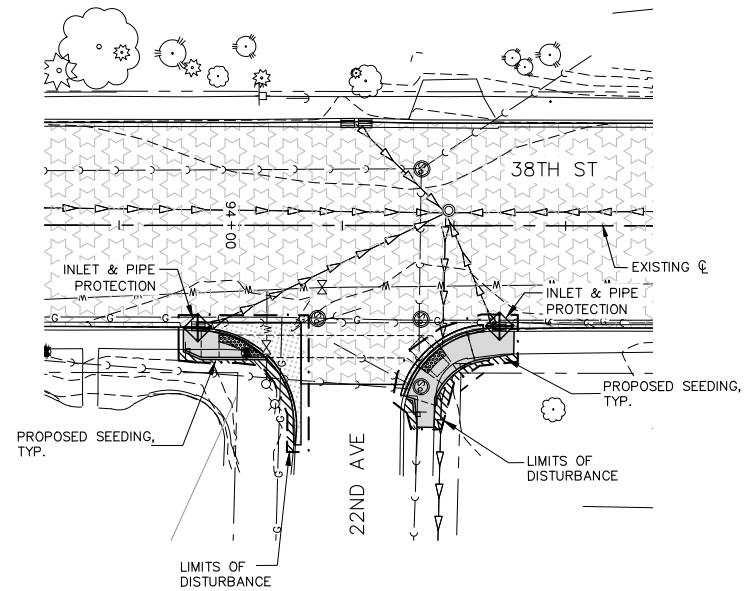 38TH ST
94+00
EXISTING ℄
INLET & PIPE
PROTECTION
M
M
M
M
M
M
INLET & PIPE
PROTECTION
G
G
G
G
W
G
PROPOSED SEEDING,
TYP.
PROPOSED SEEDING,
TYP.
G
G
G
22ND AVE
LIMITS OF
DISTURBANCE
LIMITS OF
DISTURBANCE